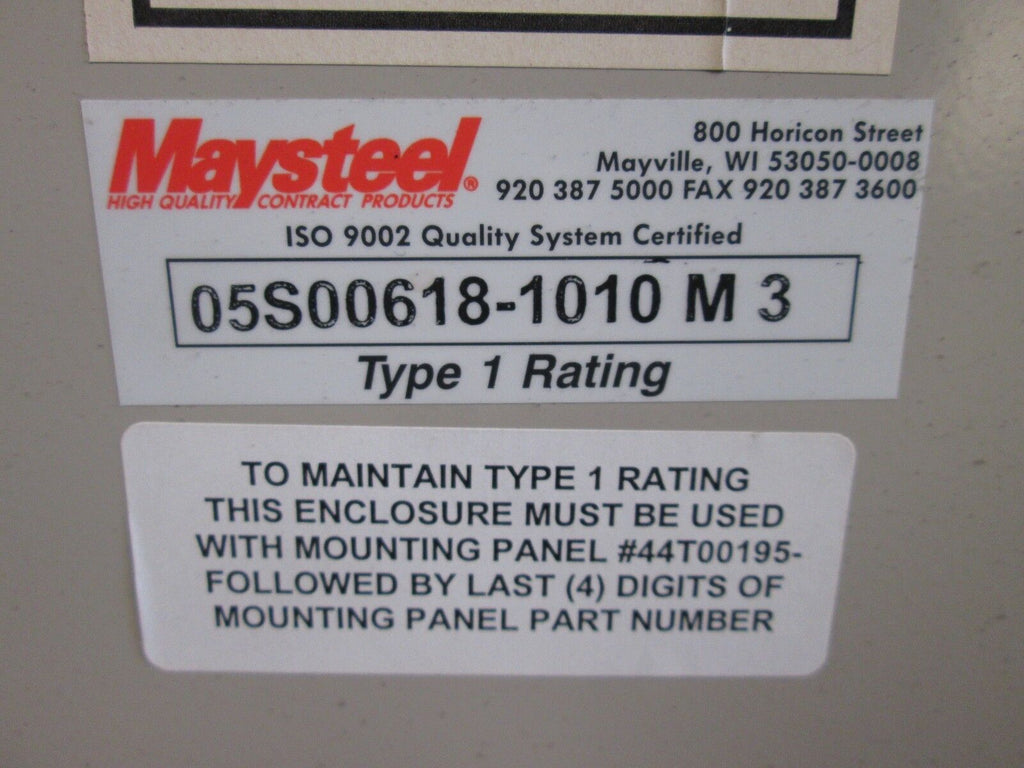 Maysteel®
HIGH QUALITY CONTRACT PRODUCTS
800 Horicon Street
Mayville, WI 53050-0008
920 387 5000 FAX 920 387 3600
ISO 9002 Quality System Certified
05S00618-1010 M 3
Type 1 Rating
TO MAINTAIN TYPE 1 RATING
THIS ENCLOSURE MUST BE USED
WITH MOUNTING PANEL #44T00195-
FOLLOWED BY LAST (4) DIGITS OF
MOUNTING PANEL PART NUMBER